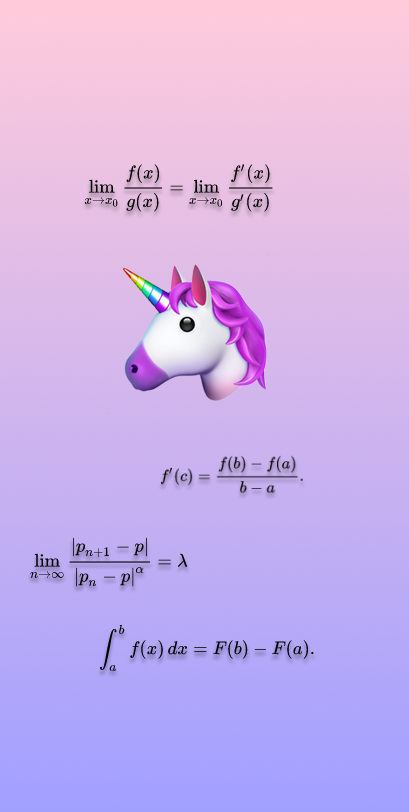 lim_{x→x₀} f(x)/g(x) = lim_{x→x₀} f′(x)/g′(x)
f′(c) = (f(b) − f(a))/(b − a).
lim_{n→∞} |p_{n+1} − p|/|p_n − p|^α = λ
∫_a^b f(x) dx = F(b) − F(a).